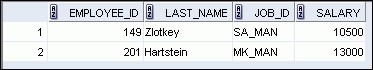 EMPLOYEE_ID LAST_NAME JOB_ID SALARY
1 149 Zlotkey SA_MAN 10500
2 201 Hartstein MK_MAN 13000